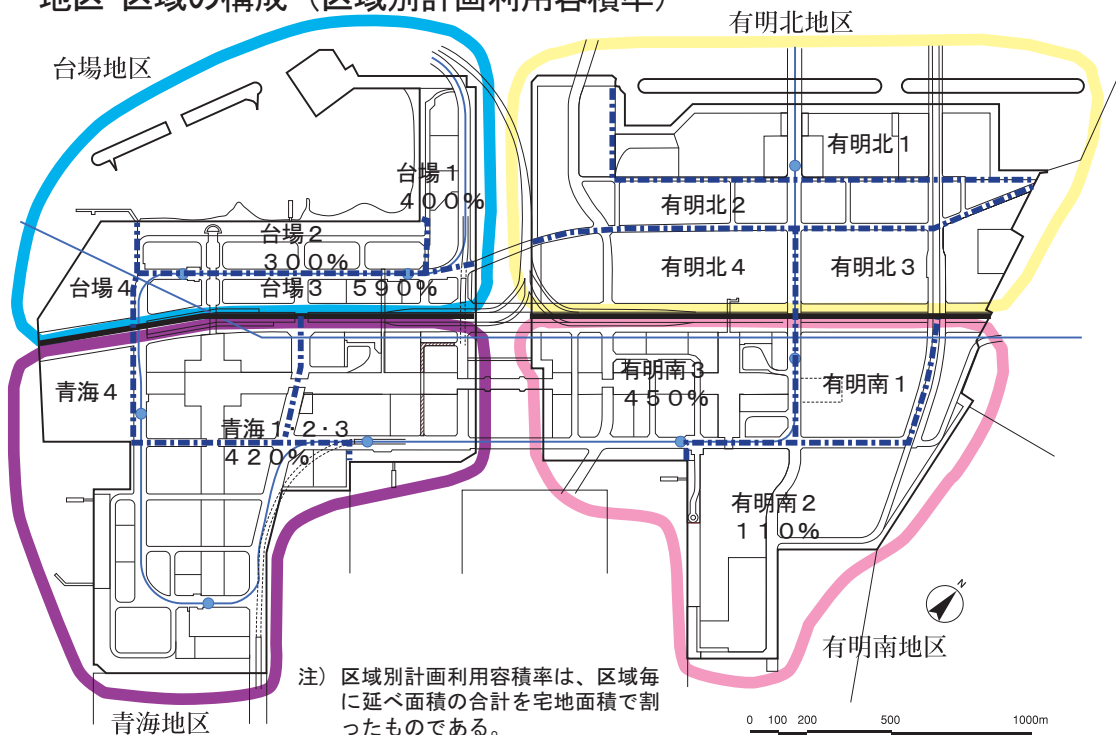 地区・区域の構成（区域別計画利用容積率）
有明北地区
台場地区
台場１
４００％
有明北１
有明北２
台場２
３００％
有明北４
有明北３
台場４
台場３　５９０％
青海４
有明南３
４５０％
有明南１
青海１・２・３
４２０％
有明南２
１１０％
N
有明南地区
注）区域別計画利用容積率は、区域毎
に延べ面積の合計を宅地面積で割
ったものである。
青海地区
0 100 200 500 1000m